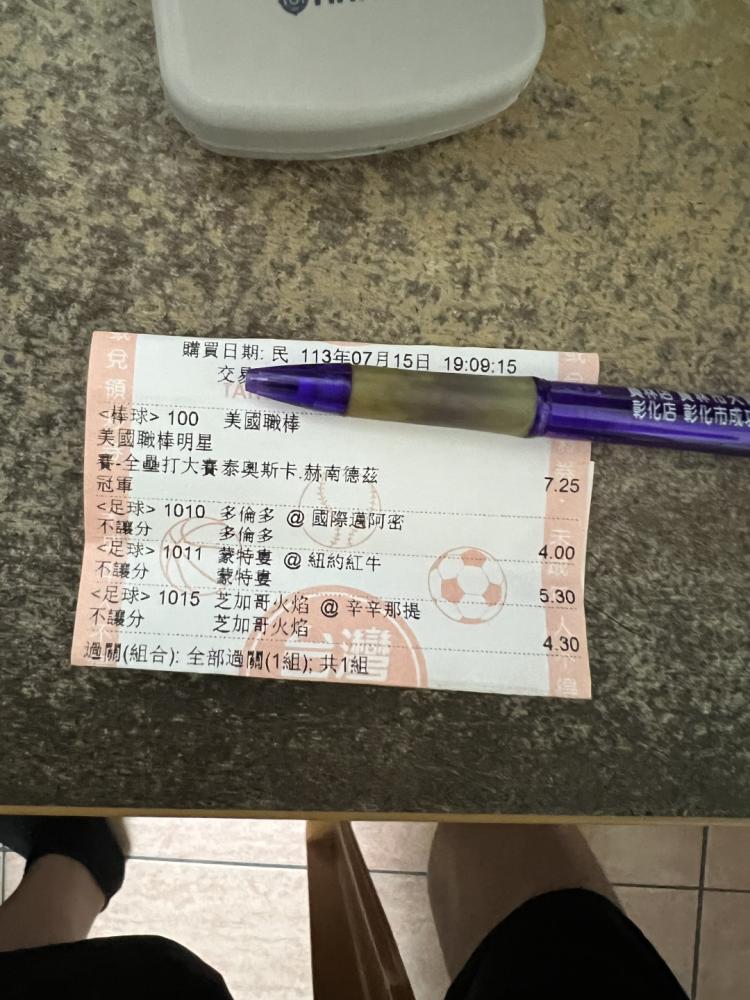 購買日期: 民 113年07月15日 19:09:15
交易
<棒球> 100 美國職棒
美國職棒明星
賽-全壘打大賽泰奧斯卡.赫南德茲
冠軍 7.25
<足球> 1010 多倫多 @ 國際邁阿密
不讓分 多倫多 4.00
<足球> 1011 蒙特婁 @ 紐約紅牛
不讓分 蒙特婁 5.30
<足球> 1015 芝加哥火焰 @ 辛辛那提
不讓分 芝加哥火焰 4.30
過關(組合): 全部過關(1組); 共1組
台灣
彰化店 彰化市成